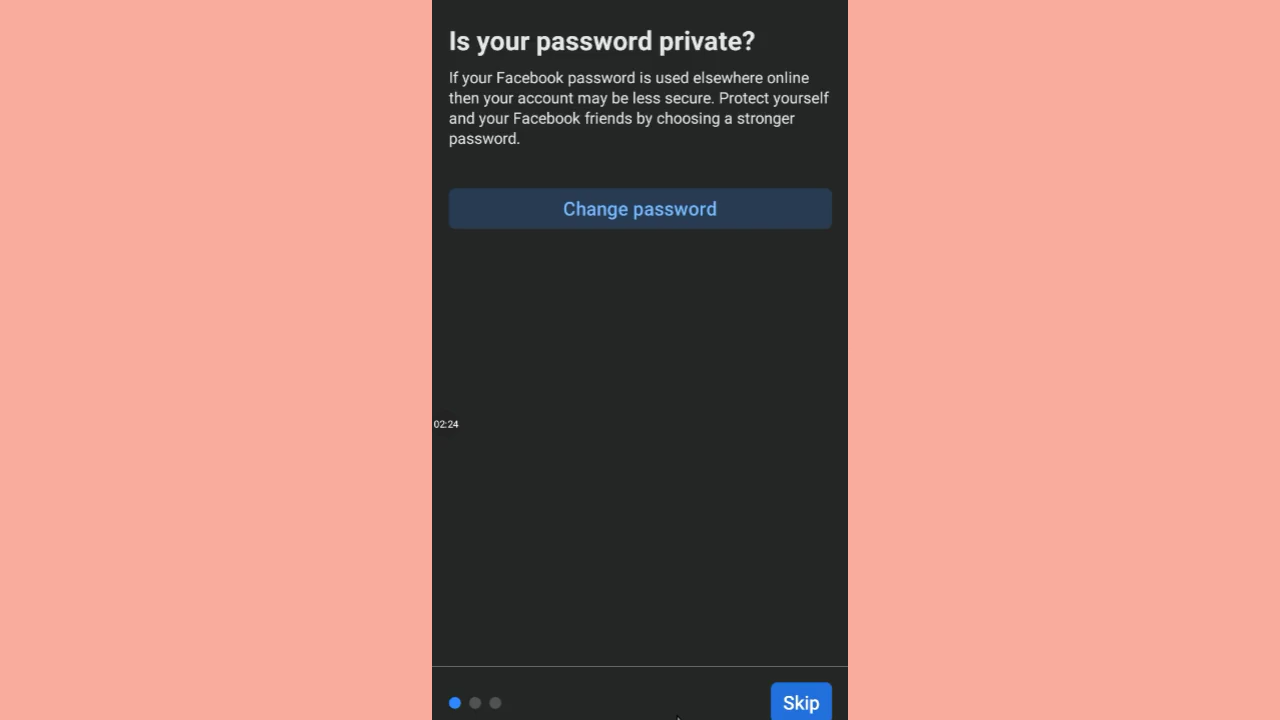 Is your password private?
If your Facebook password is used elsewhere online
then your account may be less secure. Protect yourself
and your Facebook friends by choosing a stronger
password.
Change password
02:24
Skip